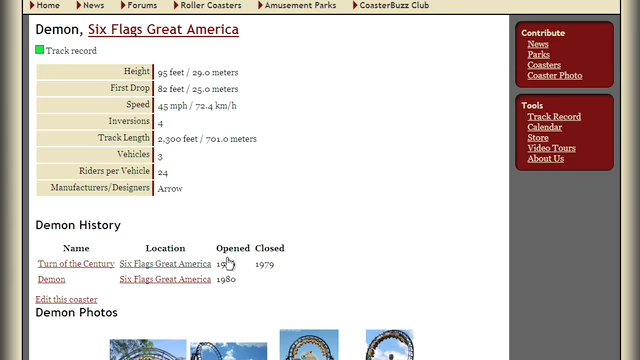 Home News Forums Roller Coasters Amusement Parks CoasterBuzz Club
Demon, Six Flags Great America
Track record
Height 95 feet / 29.0 meters
First Drop 82 feet / 25.0 meters
Speed 45 mph / 72.4 km/h
Inversions 4
Track Length 2,300 feet / 701.0 meters
Vehicles 3
Riders per Vehicle 24
Manufacturers/Designers Arrow
Demon History
Name Location Opened Closed
Turn of the Century Six Flags Great America 1979
Demon Six Flags Great America 1980
Edit this coaster
Demon Photos
Contribute
News
Parks
Coasters
Coaster Photo
Tools
Track Record
Calendar
Store
Video Tours
About Us